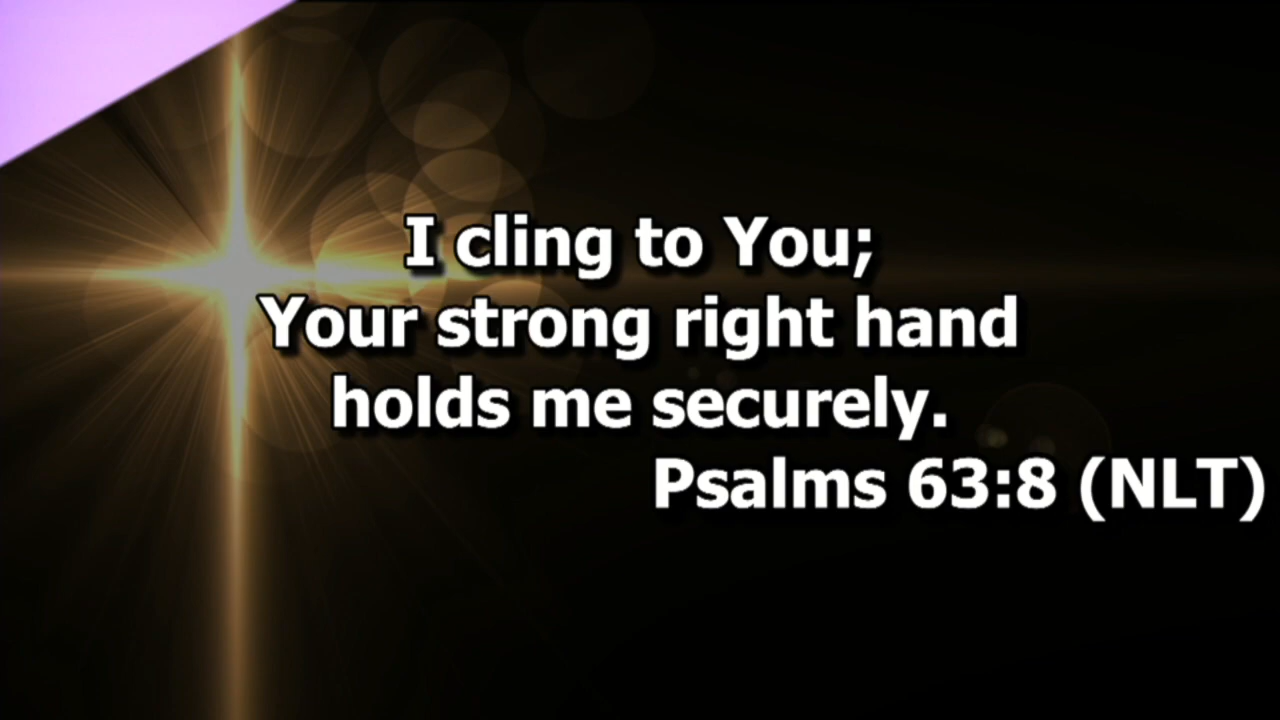 I cling to You;
Your strong right hand
holds me securely.
Psalms 63:8 (NLT)